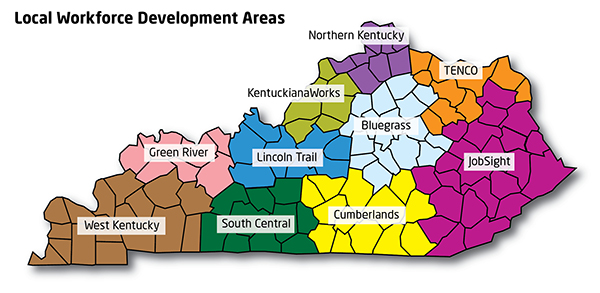 Local Workforce Development Areas
Northern Kentucky
TENCO
KentuckianaWorks
Bluegrass
Green River
Lincoln Trail
JobSight
West Kentucky
South Central
Cumberlands